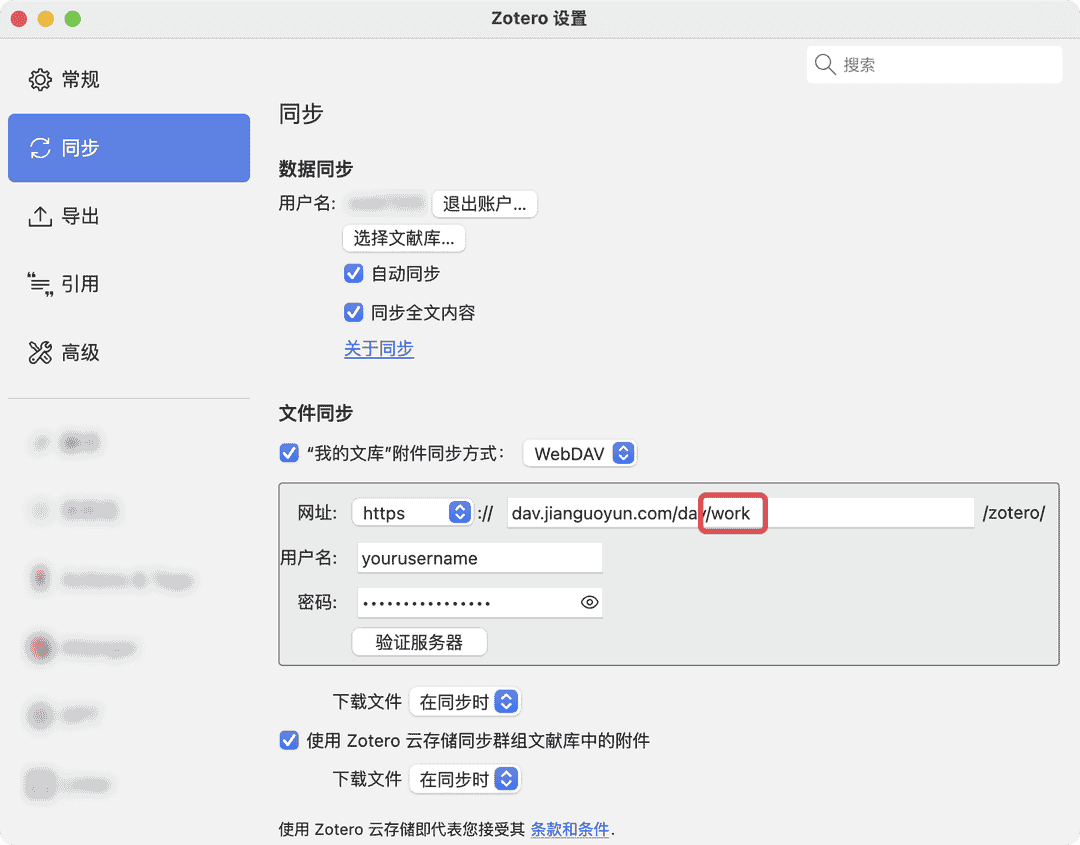 Zotero 设置
常规
同步
导出
引用
高级
搜索
同步
数据同步
用户名: 退出账户...
选择文献库...
自动同步
同步全文内容
关于同步
文件同步
“我的文库”附件同步方式： WebDAV
网址: https :// dav.jianguoyun.com/dav/work /zotero/
用户名: yourusername
密码: ••••••••••••••••
验证服务器
下载文件 在同步时
使用 Zotero 云存储同步群组文献库中的附件
下载文件 在同步时
使用 Zotero 云存储即代表您接受其 条款和条件.